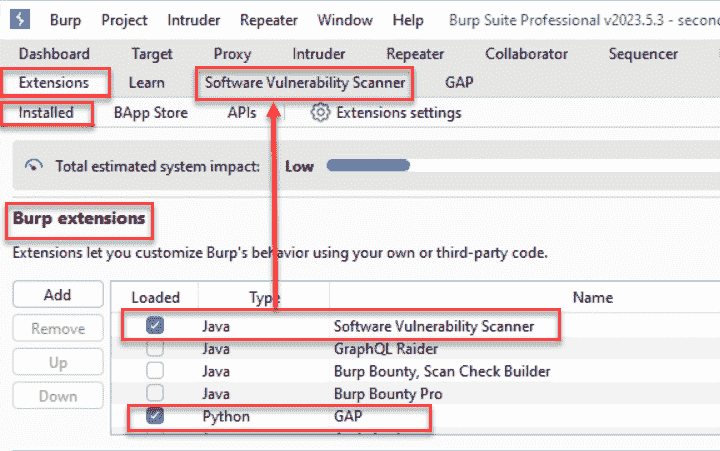 Burp Project Intruder Repeater Window Help Burp Suite Professional v2023.5.3 - secon
Dashboard Target Proxy Intruder Repeater Collaborator Sequencer
Extensions Learn Software Vulnerability Scanner GAP
Installed BApp Store APIs Extensions settings
Total estimated system impact: Low
Burp extensions
Extensions let you customize Burp's behavior using your own or third-party code.
Add Loaded Type Name
Remove Java Software Vulnerability Scanner
Java GraphQL Raider
Up Java Burp Bounty, Scan Check Builder
Down Java Burp Bounty Pro
Python GAP